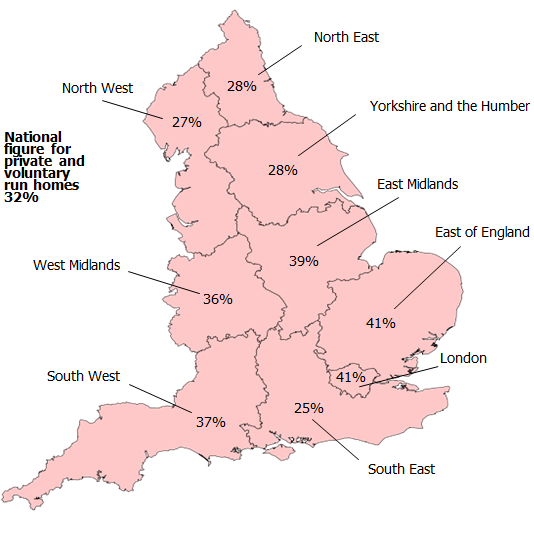 North East
28%
North West
27%
Yorkshire and the Humber
National
figure for
private and
voluntary
run homes
32%
28%
East Midlands
East of England
39%
West Midlands
36%
41%
London
South West
41%
25%
37%
South East